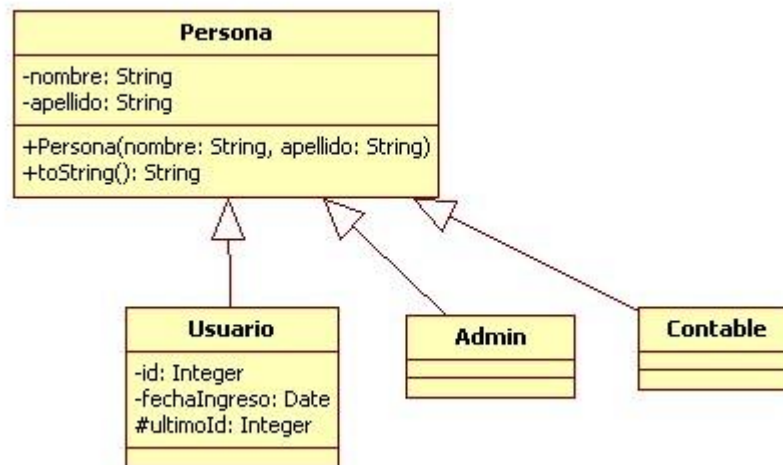 Persona
-nombre: String
-apellido: String
+Persona(nombre: String, apellido: String)
+toString(): String
Usuario
-id: Integer
-fechaIngreso: Date
#ultimoId: Integer
Admin
Contable